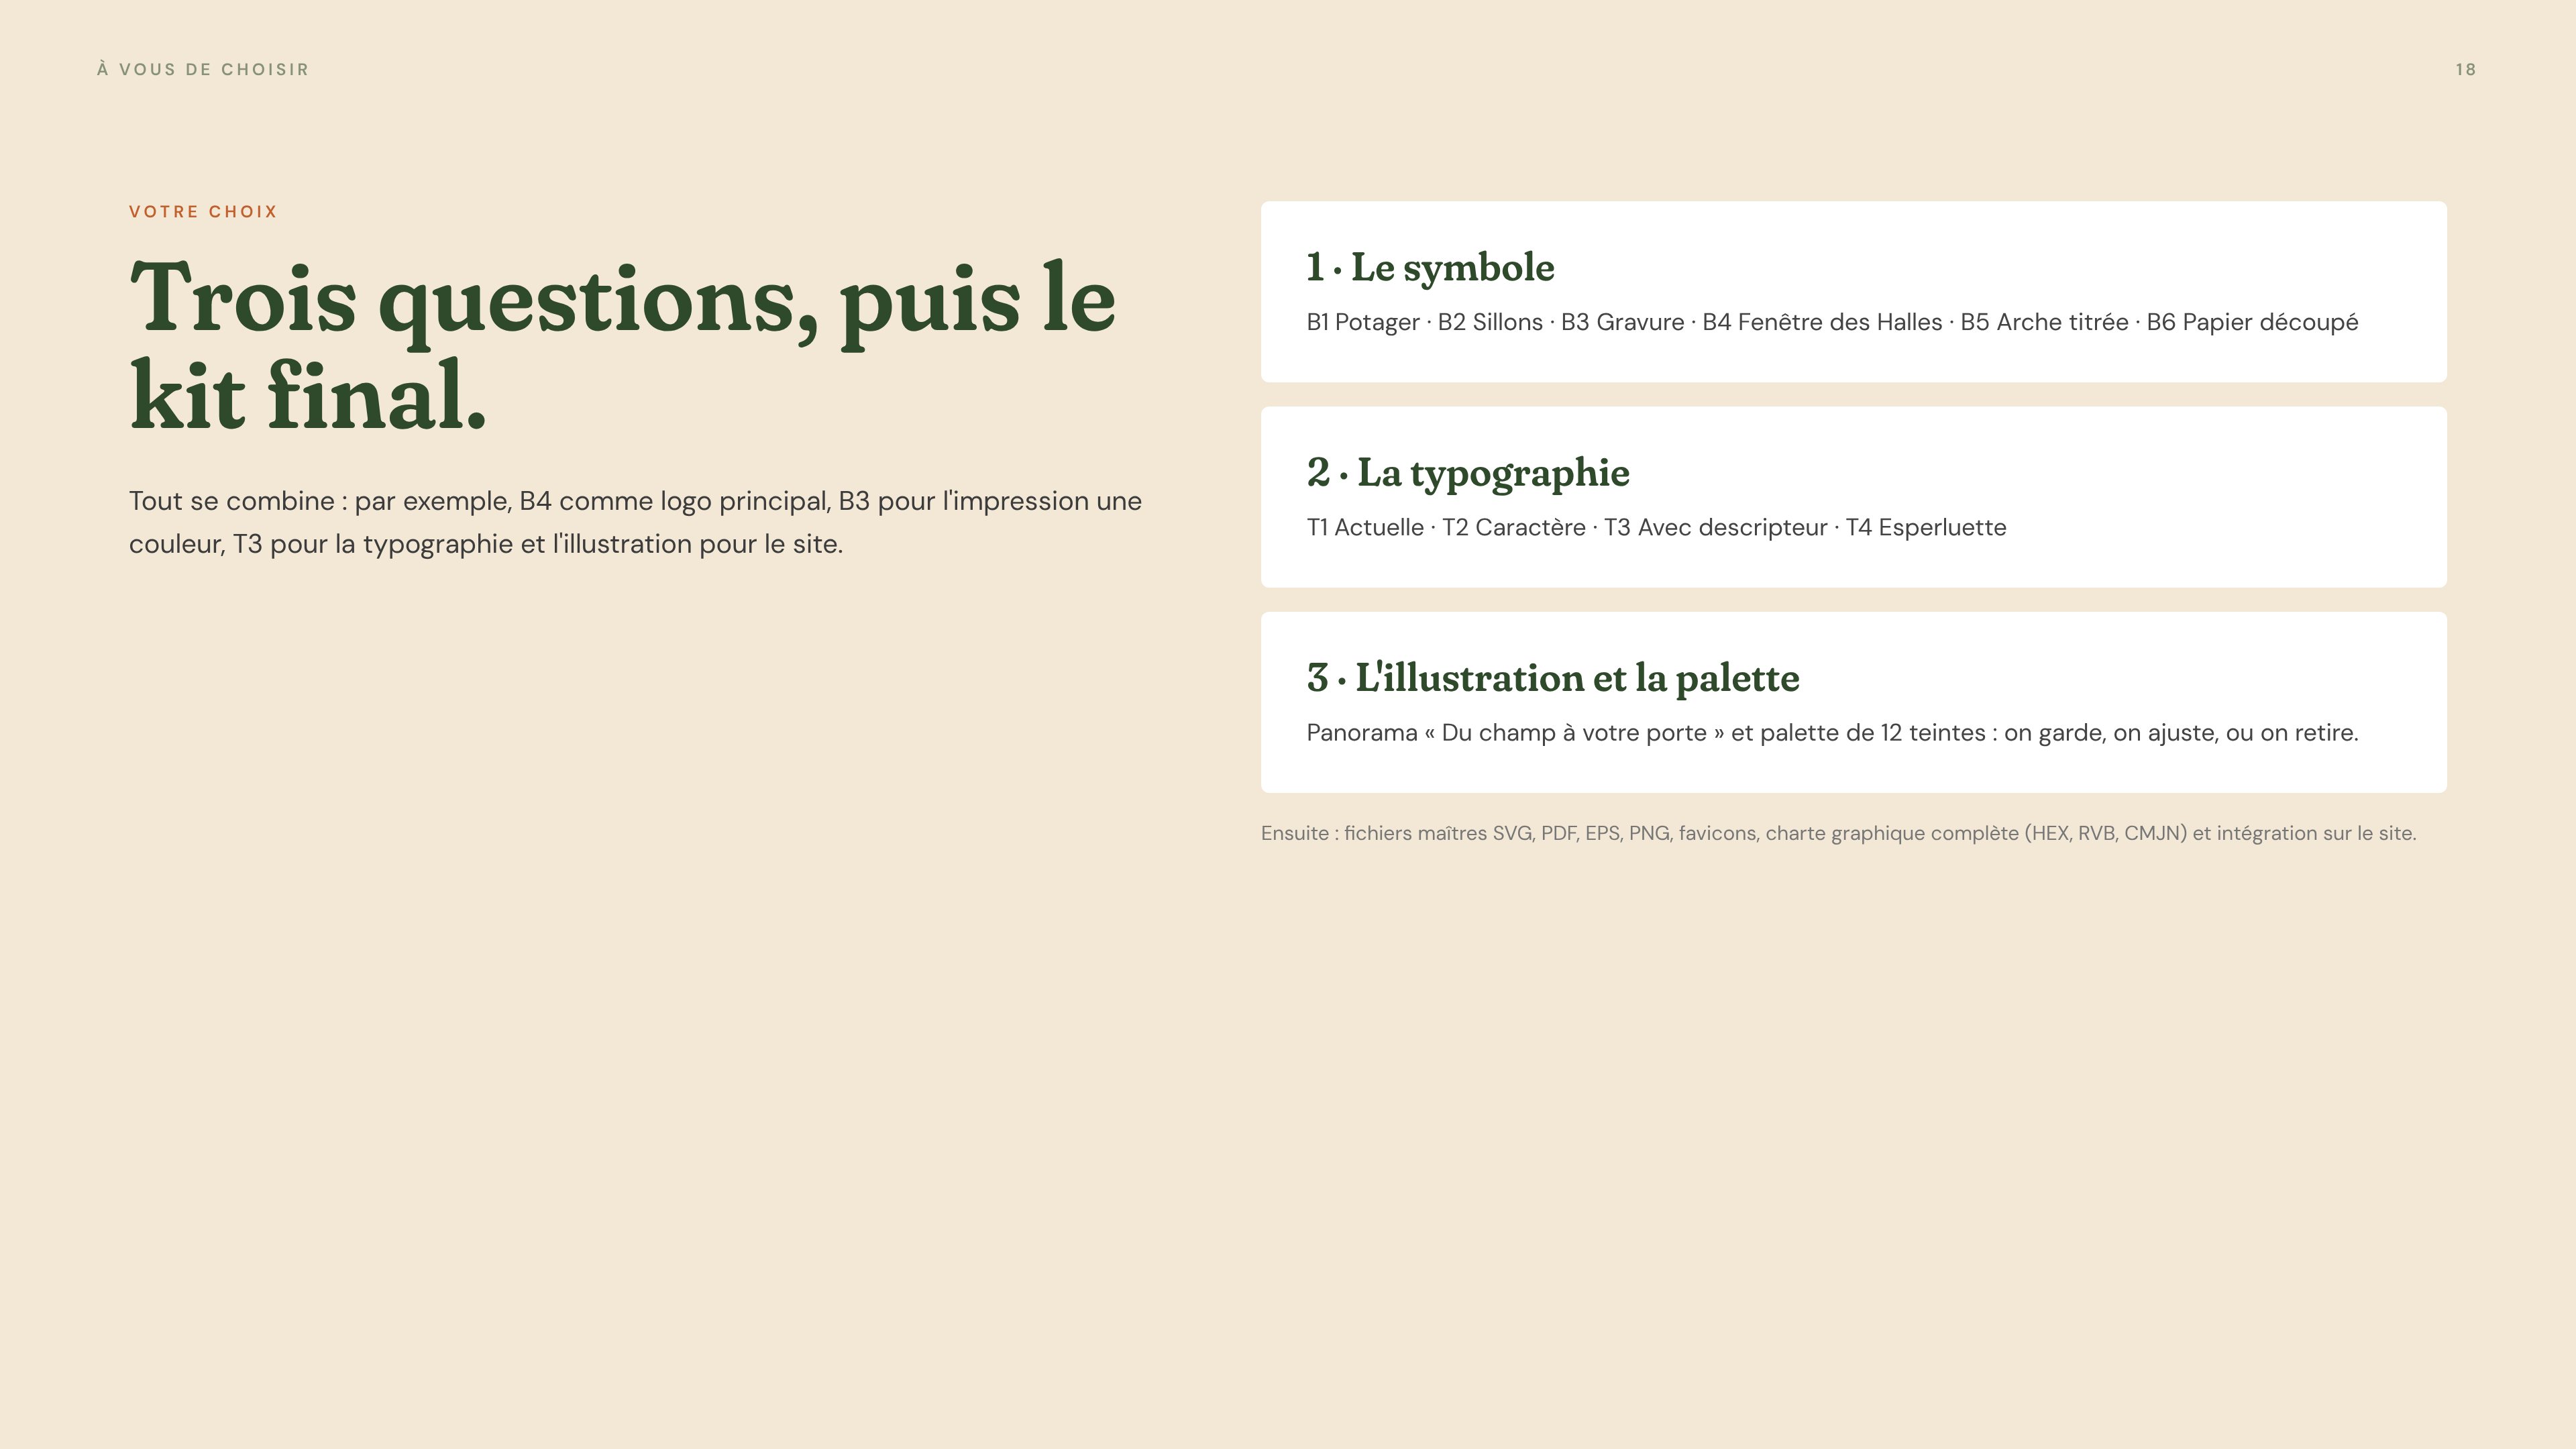 À VOUS DE CHOISIR
18
VOTRE CHOIX
Trois questions, puis le
kit final.
Tout se combine : par exemple, B4 comme logo principal, B3 pour l'impression une
couleur, T3 pour la typographie et l'illustration pour le site.
1 · Le symbole
B1 Potager · B2 Sillons · B3 Gravure · B4 Fenêtre des Halles · B5 Arche titrée · B6 Papier découpé
2 · La typographie
T1 Actuelle · T2 Caractère · T3 Avec descripteur · T4 Esperluette
3 · L'illustration et la palette
Panorama « Du champ à votre porte » et palette de 12 teintes : on garde, on ajuste, ou on retire.
Ensuite : fichiers maîtres SVG, PDF, EPS, PNG, favicons, charte graphique complète (HEX, RVB, CMJN) et intégration sur le site.